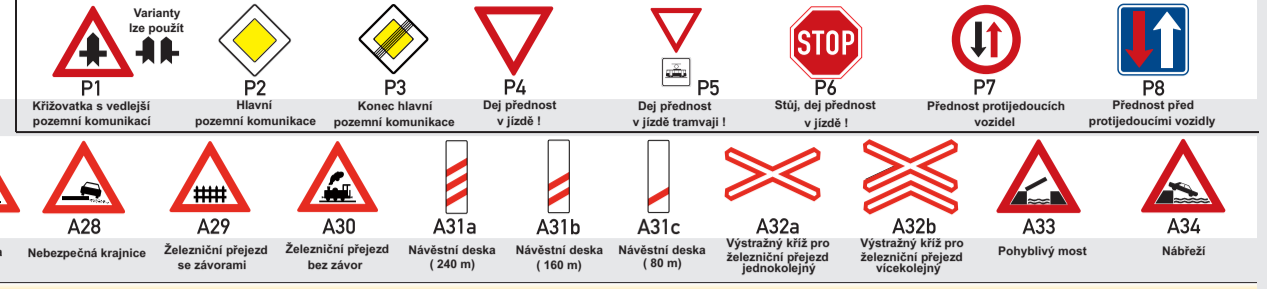 Varianty
lze použít
STOP
P1
P2
P3
P4
P5
P6
P7
P8
Křižovatka s vedlejší
pozemní komunikací
Hlavní
pozemní komunikace
Konec hlavní
pozemní komunikace
Dej přednost
v jízdě !
Dej přednost
v jízdě tramvaji !
Stůj, dej přednost
v jízdě !
Přednost protijedoucích
vozidel
Přednost před
protijedoucími vozidly
A28
A29
A30
A31a
A31b
A31c
A32a
A32b
A33
A34
Nebezpečná krajnice
Železniční přejezd
se závorami
Železniční přejezd
bez závor
Návěstní deska
( 240 m)
Návěstní deska
( 160 m)
Návěstní deska
( 80 m)
Výstražný kříž pro
železniční přejezd
jednokolejný
Výstražný kříž pro
železniční přejezd
vícekolejný
Pohyblivý most
Nábřeží